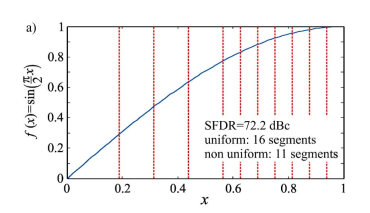 a)
f (x)=sin(π/2 x)
1
0.8
0.6
0.4
0.2
0
0
0.2
0.4
0.6
0.8
1
x
SFDR=72.2 dBc
uniform: 16 segments
non uniform: 11 segments